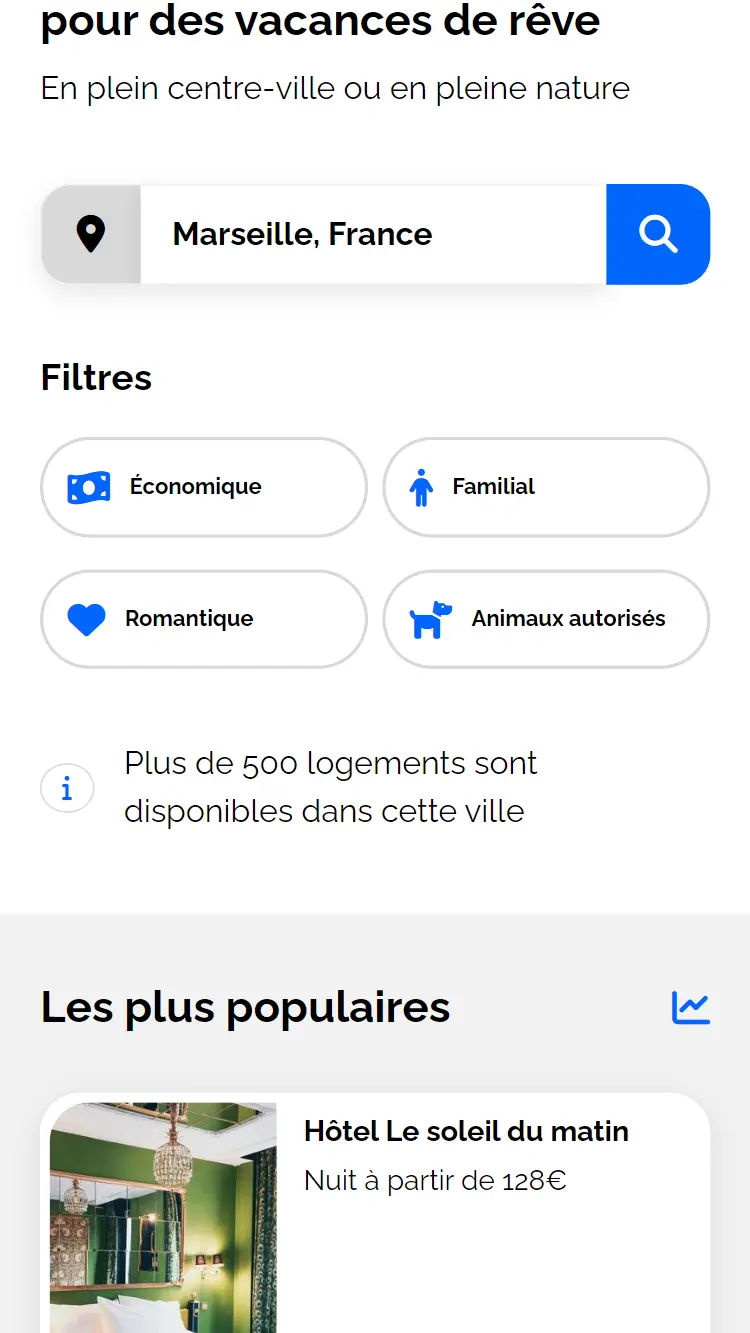 pour des vacances de rêve
En plein centre-ville ou en pleine nature
Marseille, France
Filtres
Économique
Familial
Romantique
Animaux autorisés
Plus de 500 logements sont
disponibles dans cette ville
Les plus populaires
Hôtel Le soleil du matin
Nuit à partir de 128€